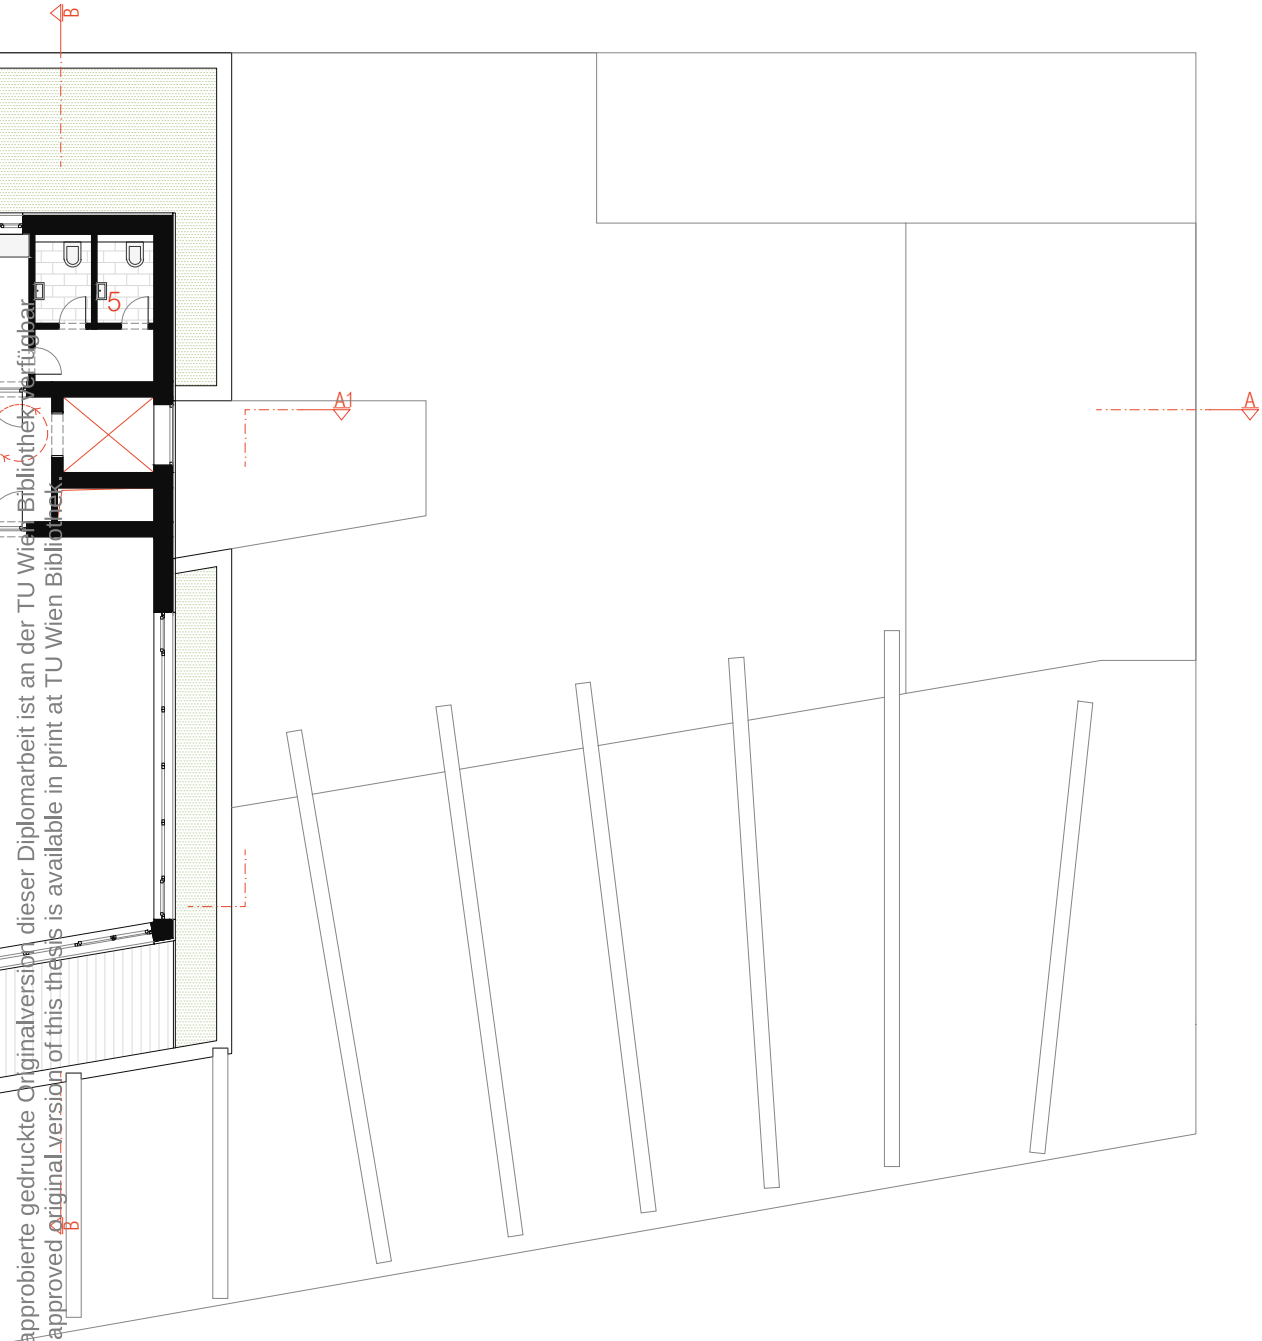 B
5
A1
A
B
approbierte gedruckte Originalversion dieser Diplomarbeit ist an der TU Wien Bibliothek verfügbar
approved original version of this thesis is available in print at TU Wien Bibliothek.